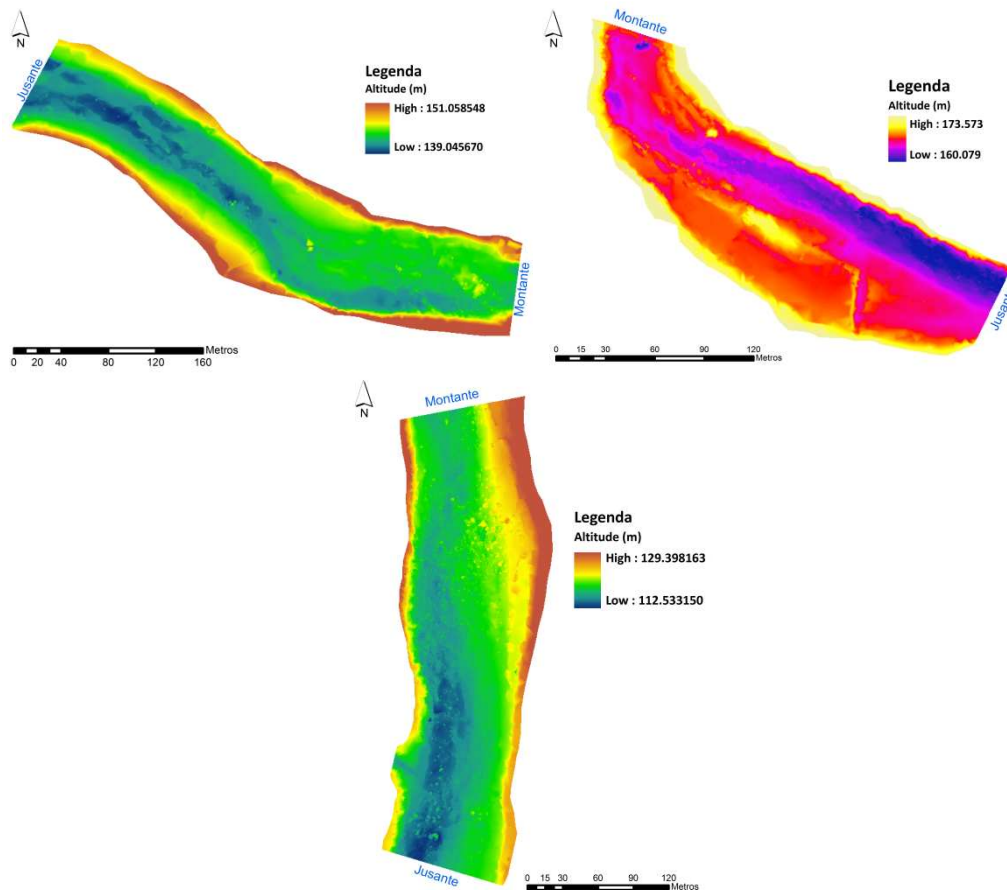 N
Jusante
Montante
Legenda
Altitude (m)
High : 151.058548
Low : 139.045670
Metros
0 20 40 80 120 160
N
Montante
Jusante
Legenda
Altitude (m)
High : 173.573
Low : 160.079
0 15 30 60 90 120
Metros
N
Montante
Jusante
Legenda
Altitude (m)
High : 129.398163
Low : 112.533150
0 15 30 60 90 120
Metros